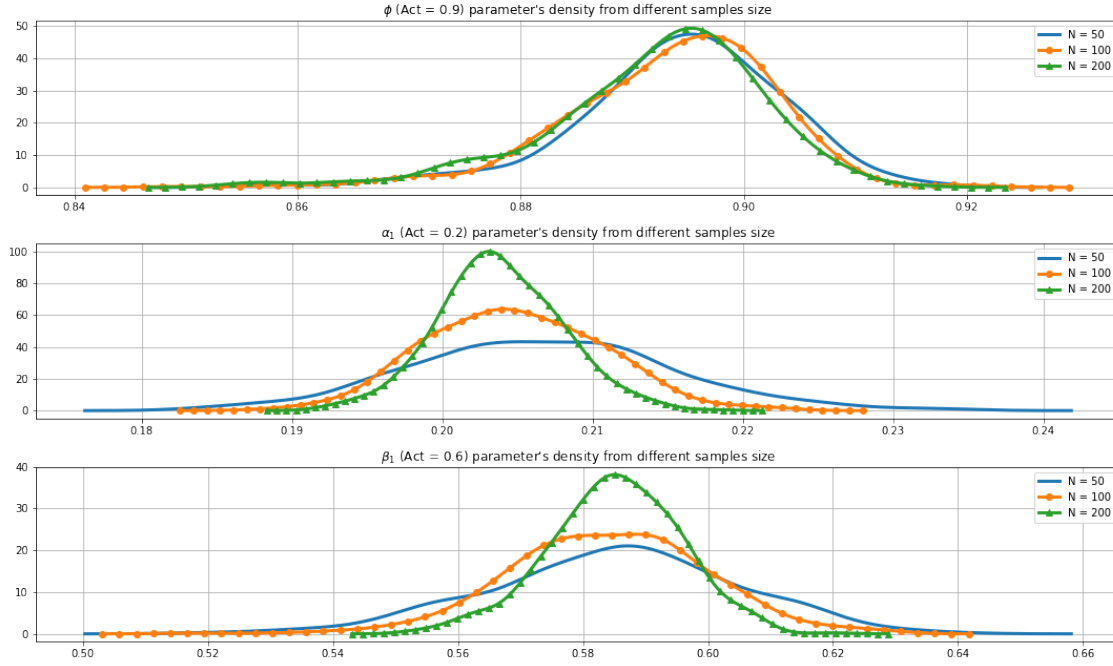 ϕ (Act = 0.9) parameter's density from different samples size
50
40
30
20
10
0
N = 50
N = 100
N = 200
0.84 0.86 0.88 0.90 0.92
α₁ (Act = 0.2) parameter's density from different samples size
100
80
60
40
20
0
N = 50
N = 100
N = 200
0.18 0.19 0.20 0.21 0.22 0.23 0.24
β₁ (Act = 0.6) parameter's density from different samples size
40
30
20
10
0
N = 50
N = 100
N = 200
0.50 0.52 0.54 0.56 0.58 0.60 0.62 0.64 0.66